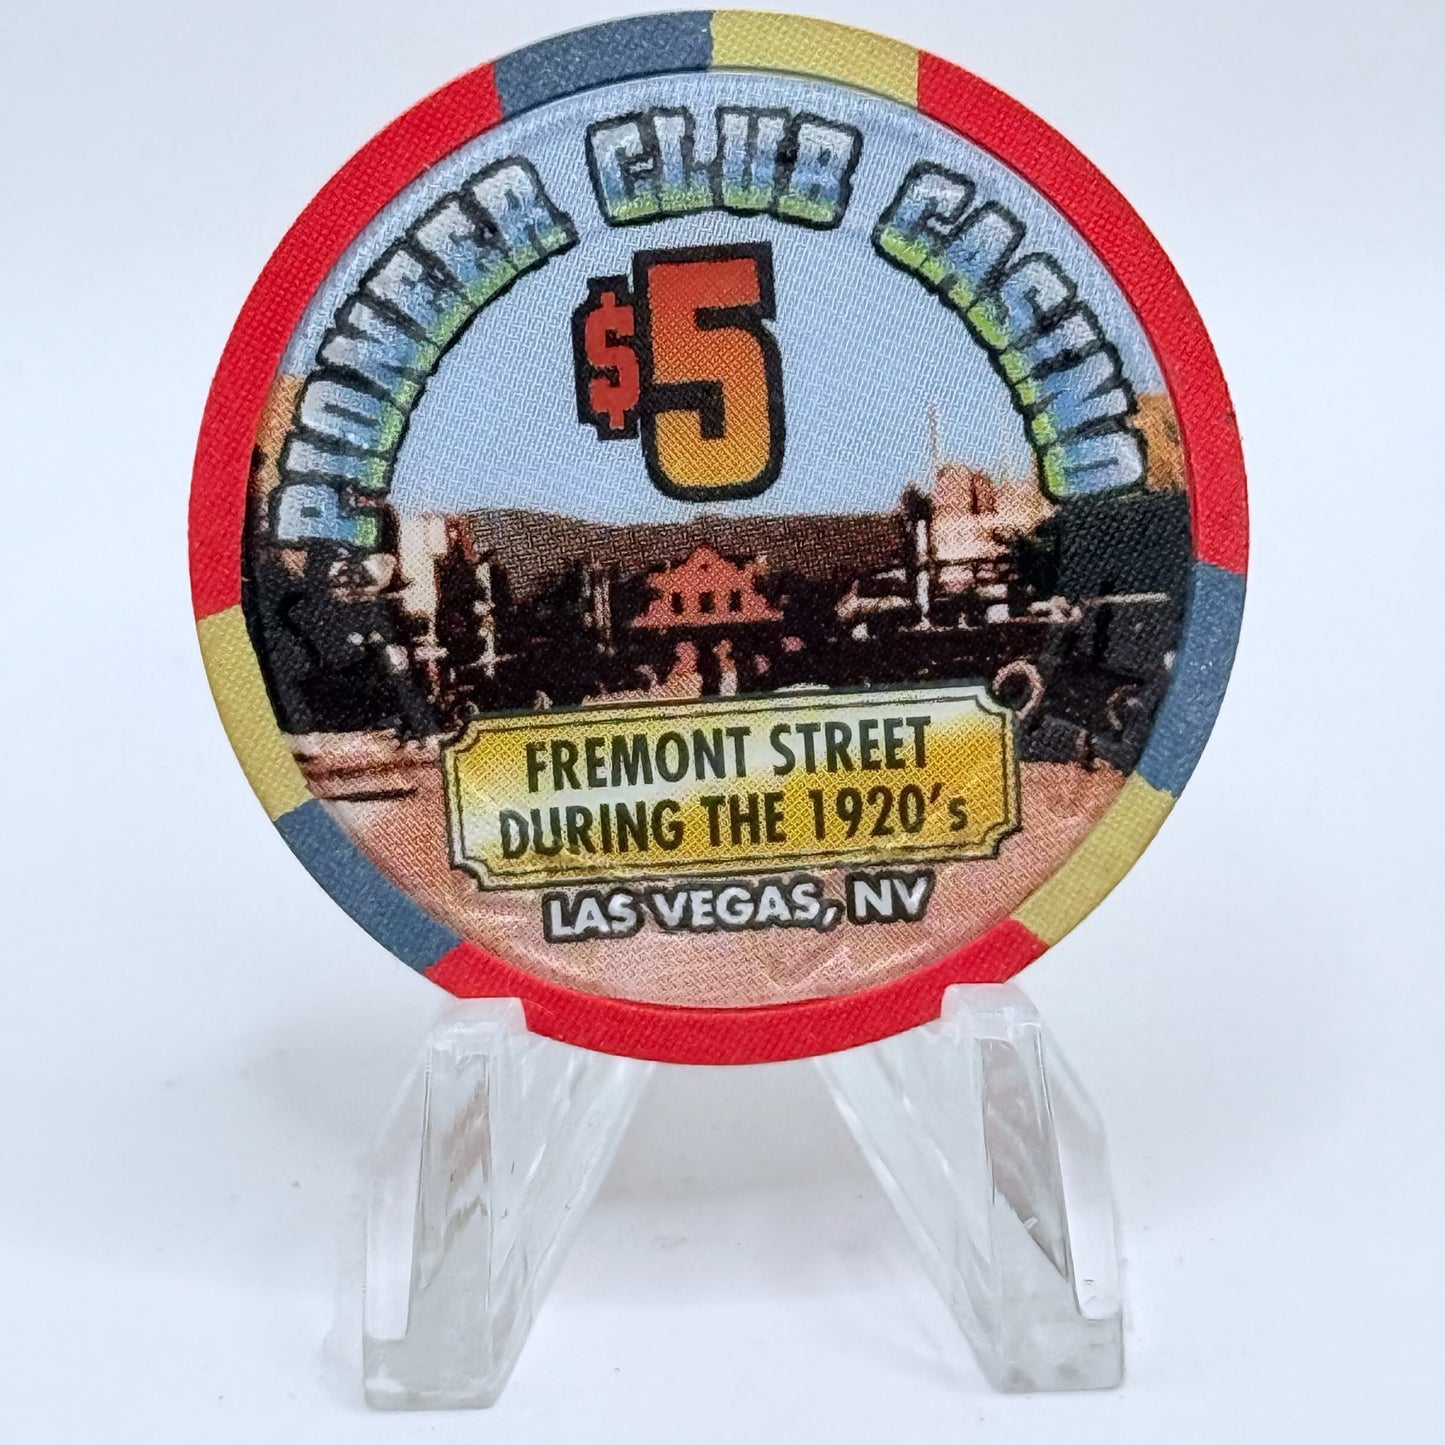 PIONEER CLUB CASINO
$5
FREMONT STREET
DURING THE 1920's
LAS VEGAS, NV